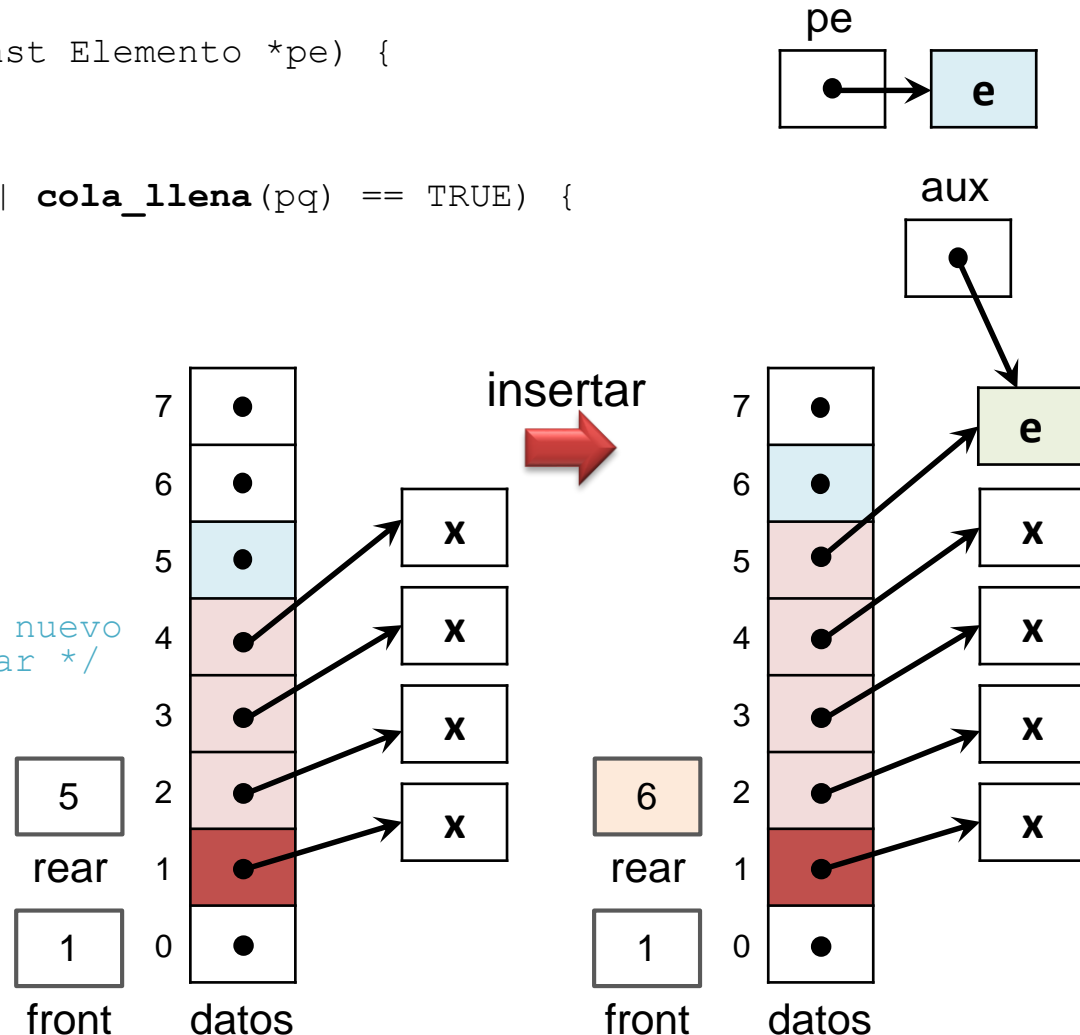 pe
nst Elemento *pe) {
e
| cola_llena(pq) == TRUE) {
aux
insertar
7
6
5
4
3
2
1
0
x
x
x
x
nuevo
ar */
5
rear
1
front
datos
7
6
5
4
3
2
1
0
e
x
x
x
x
6
rear
1
front
datos